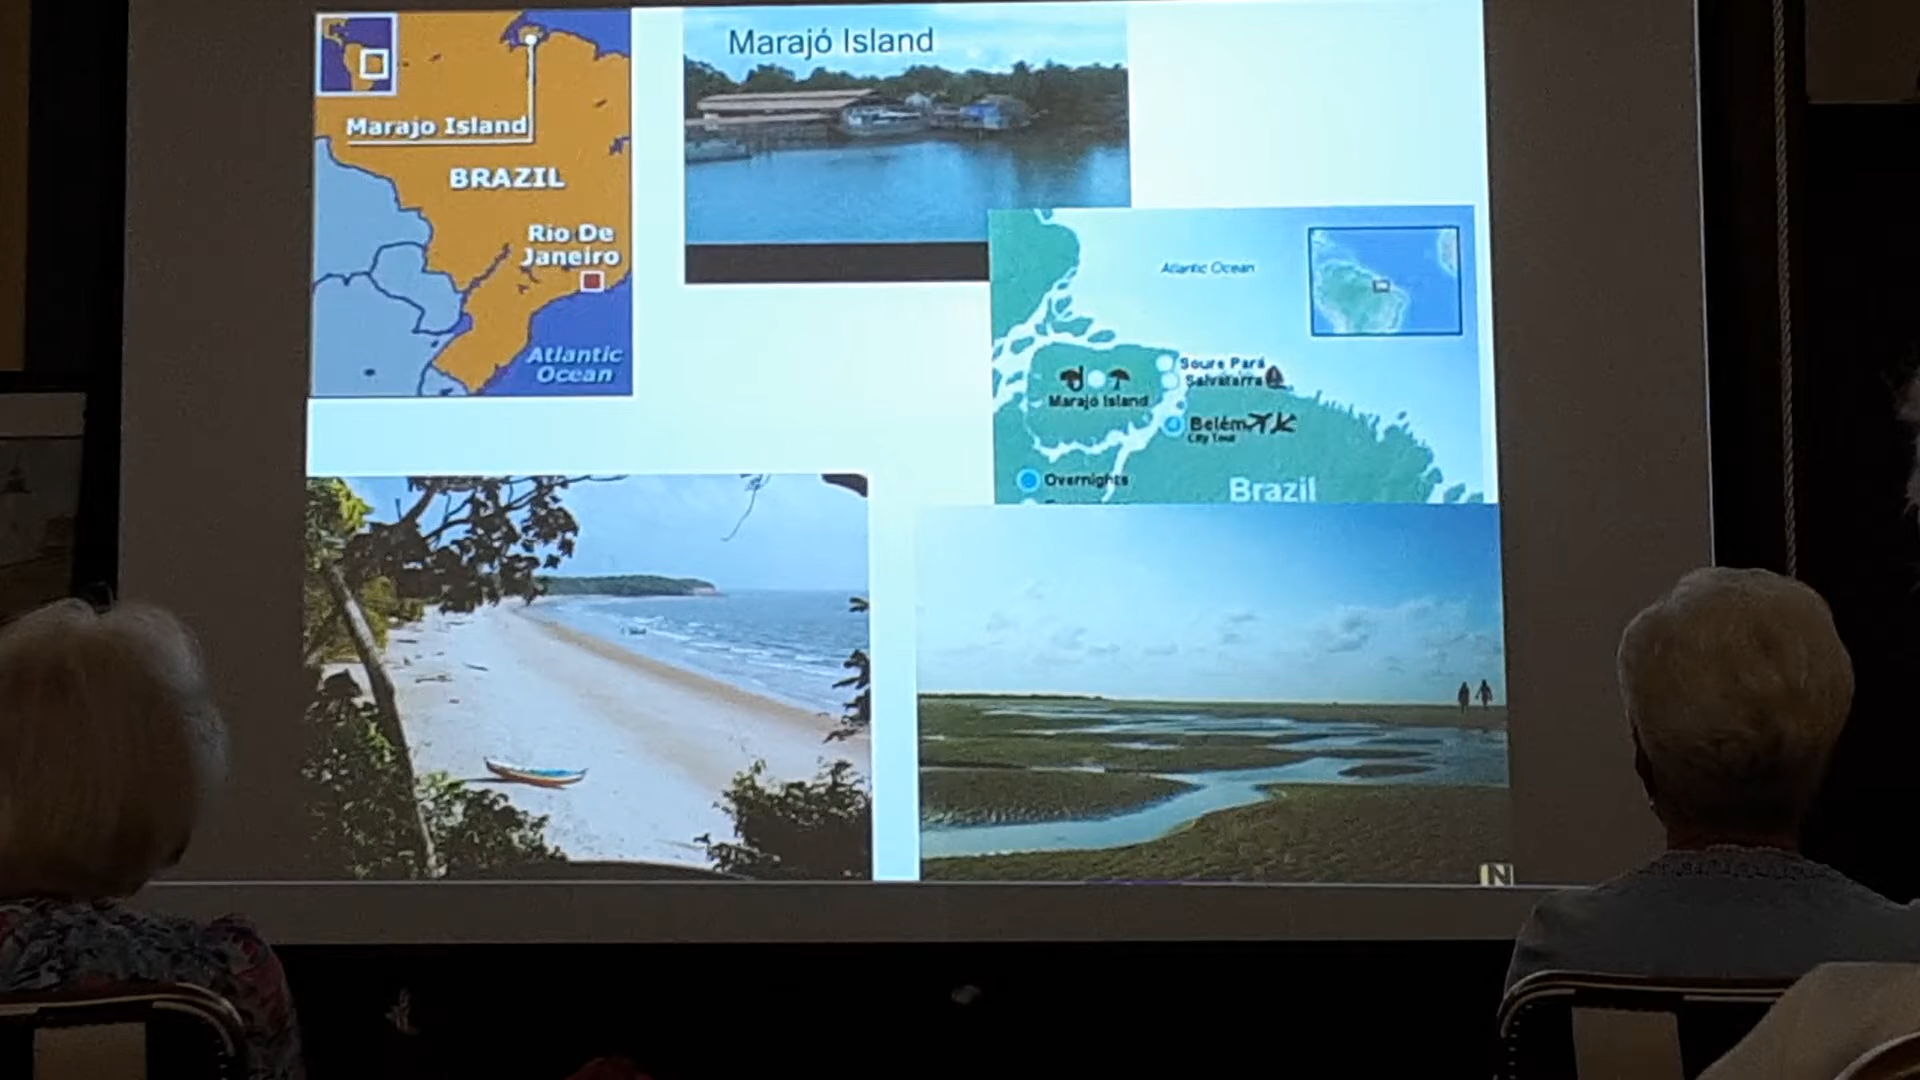 Marajo Island
BRAZIL
Rio De
Janeiro
Atlantic
Ocean
Marajó Island
Atlantic Ocean
Soure Pará
Salvaterra
Marajó Island
Belém
City Tour
Overnights
Brazil
N